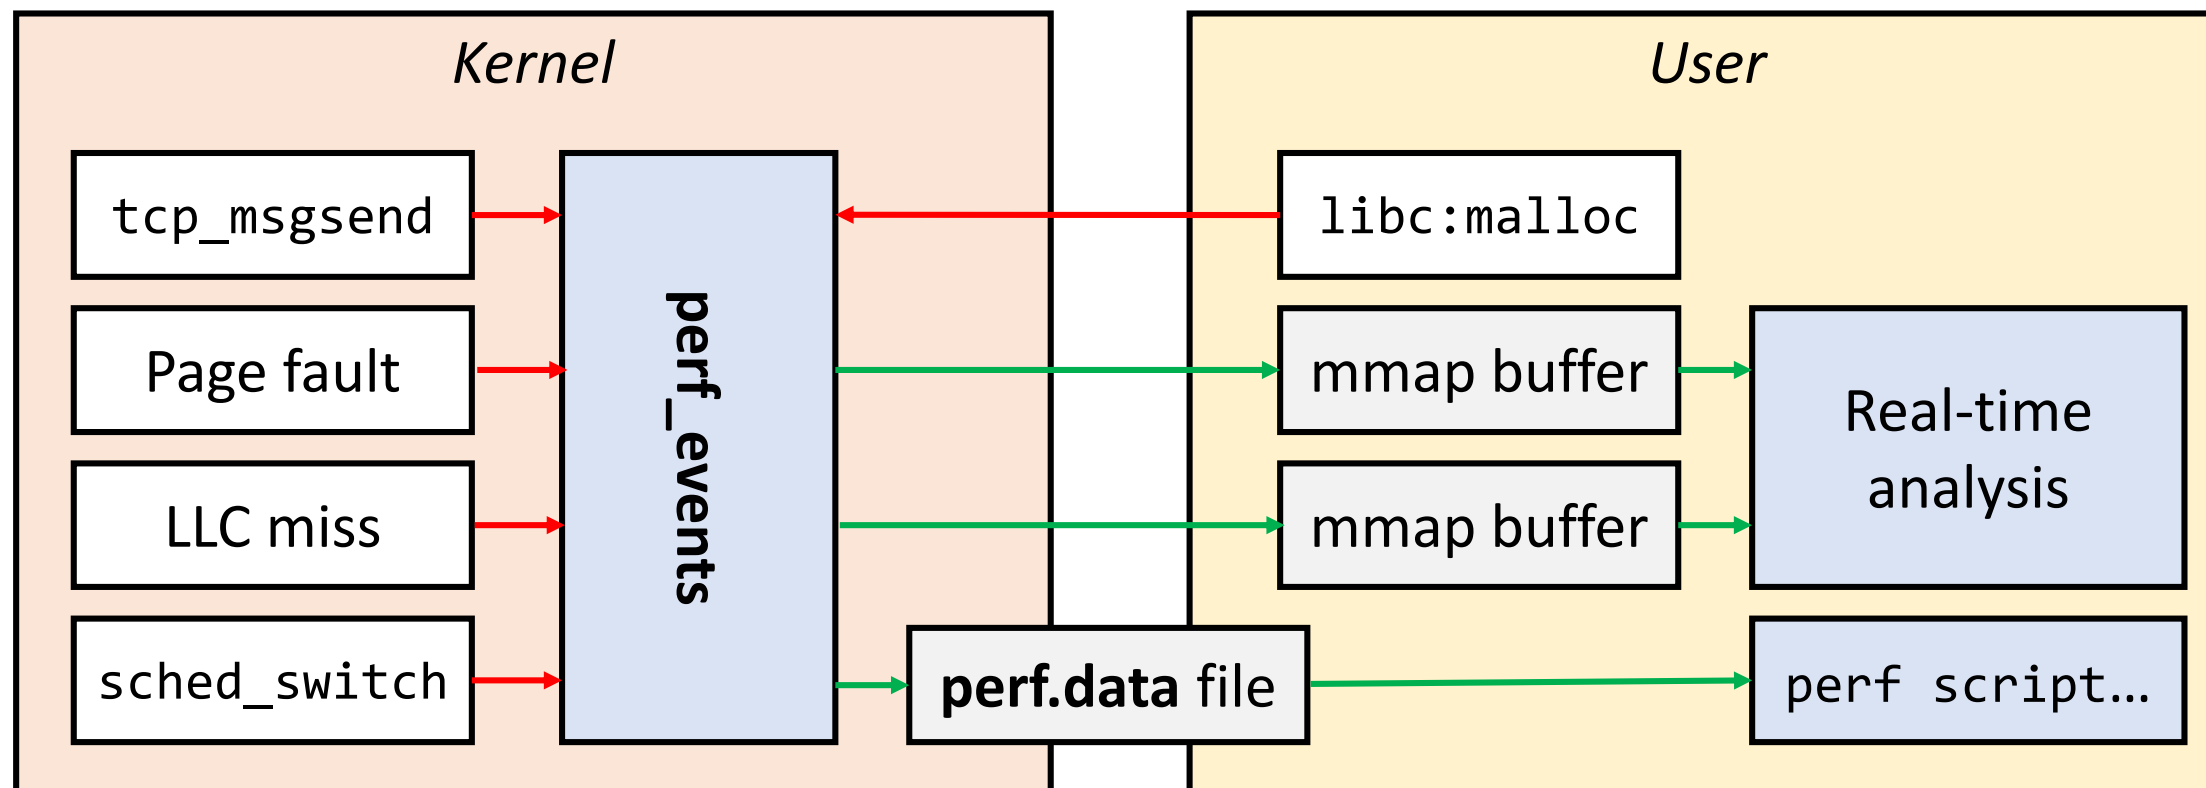 Kernel
User
tcp_msgsend
libc:malloc
perf_events
Page fault
mmap buffer
Real-time
analysis
LLC miss
mmap buffer
sched_switch
perf.data file
perf script…